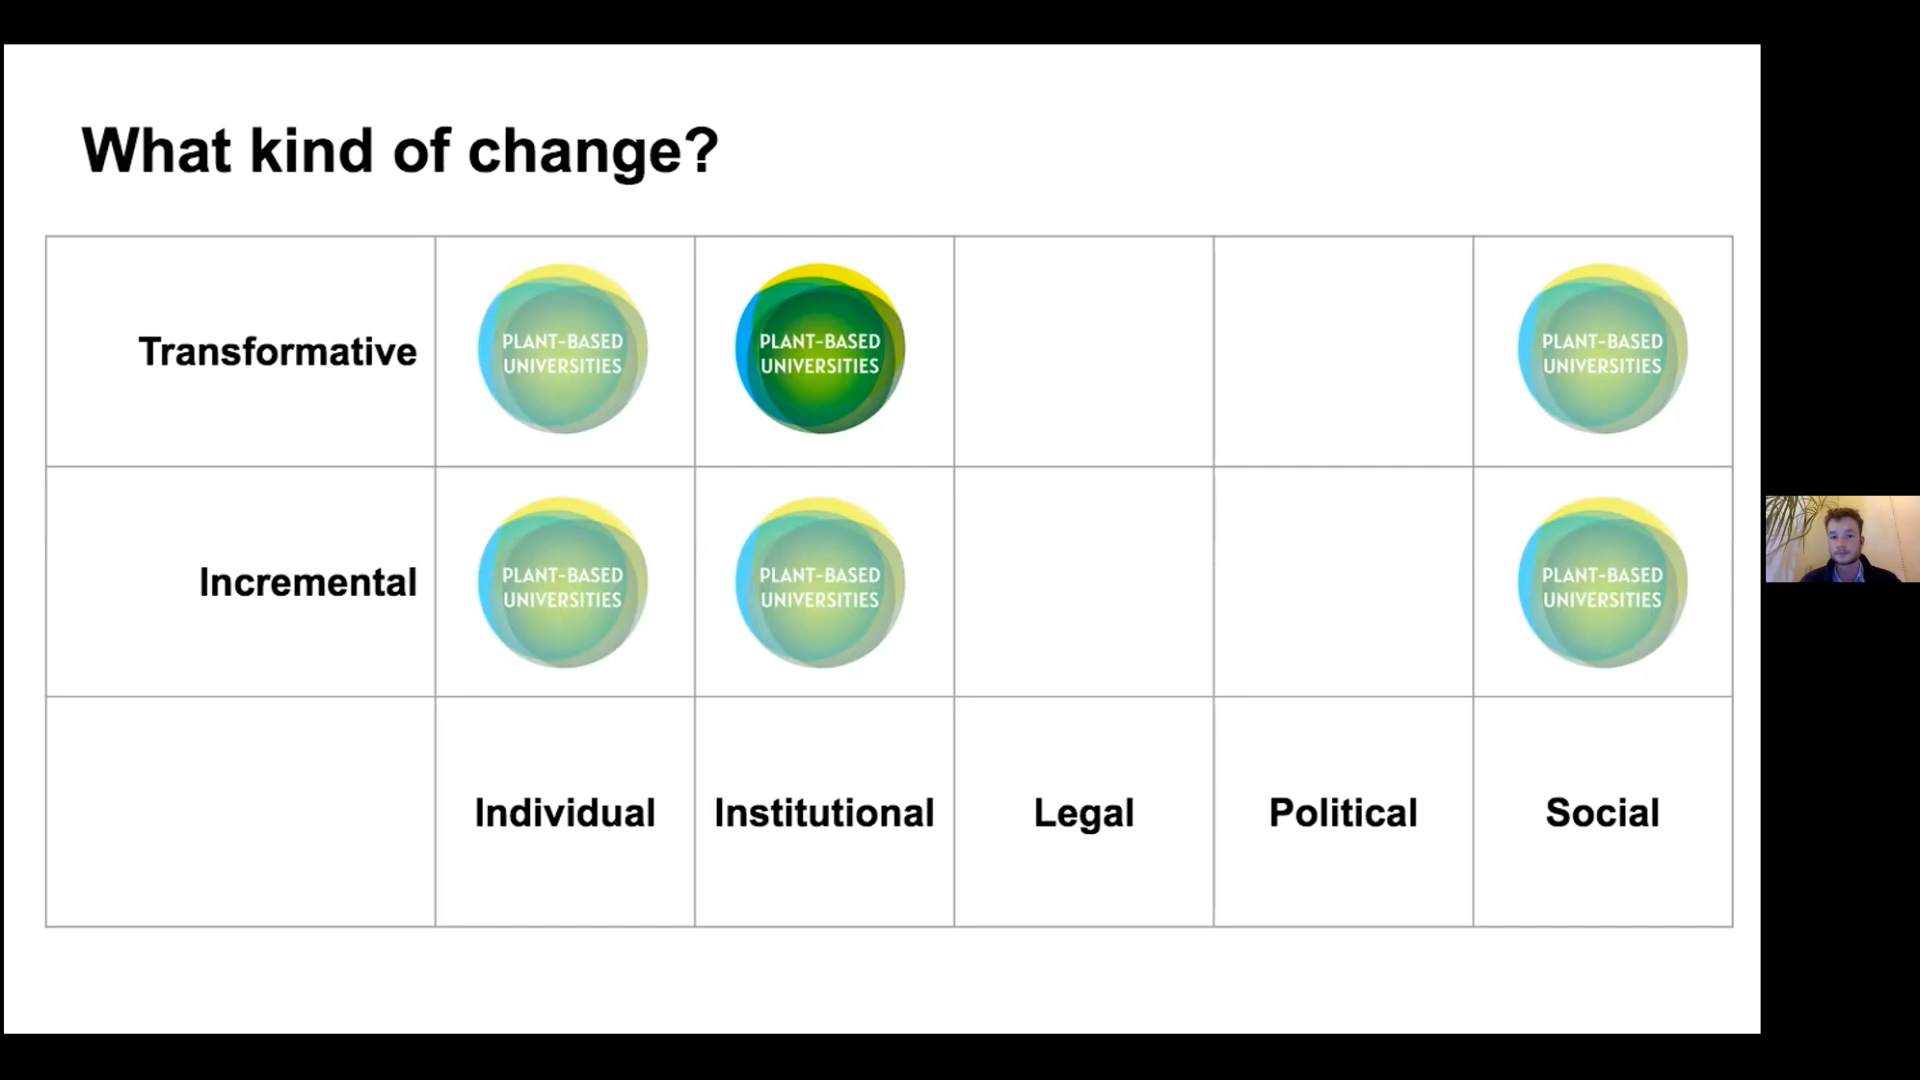 What kind of change?
Transformative
PLANT-BASED
UNIVERSITIES
PLANT-BASED
UNIVERSITIES
PLANT-BASED
UNIVERSITIES
Incremental
PLANT-BASED
UNIVERSITIES
PLANT-BASED
UNIVERSITIES
PLANT-BASED
UNIVERSITIES
Individual
Institutional
Legal
Political
Social